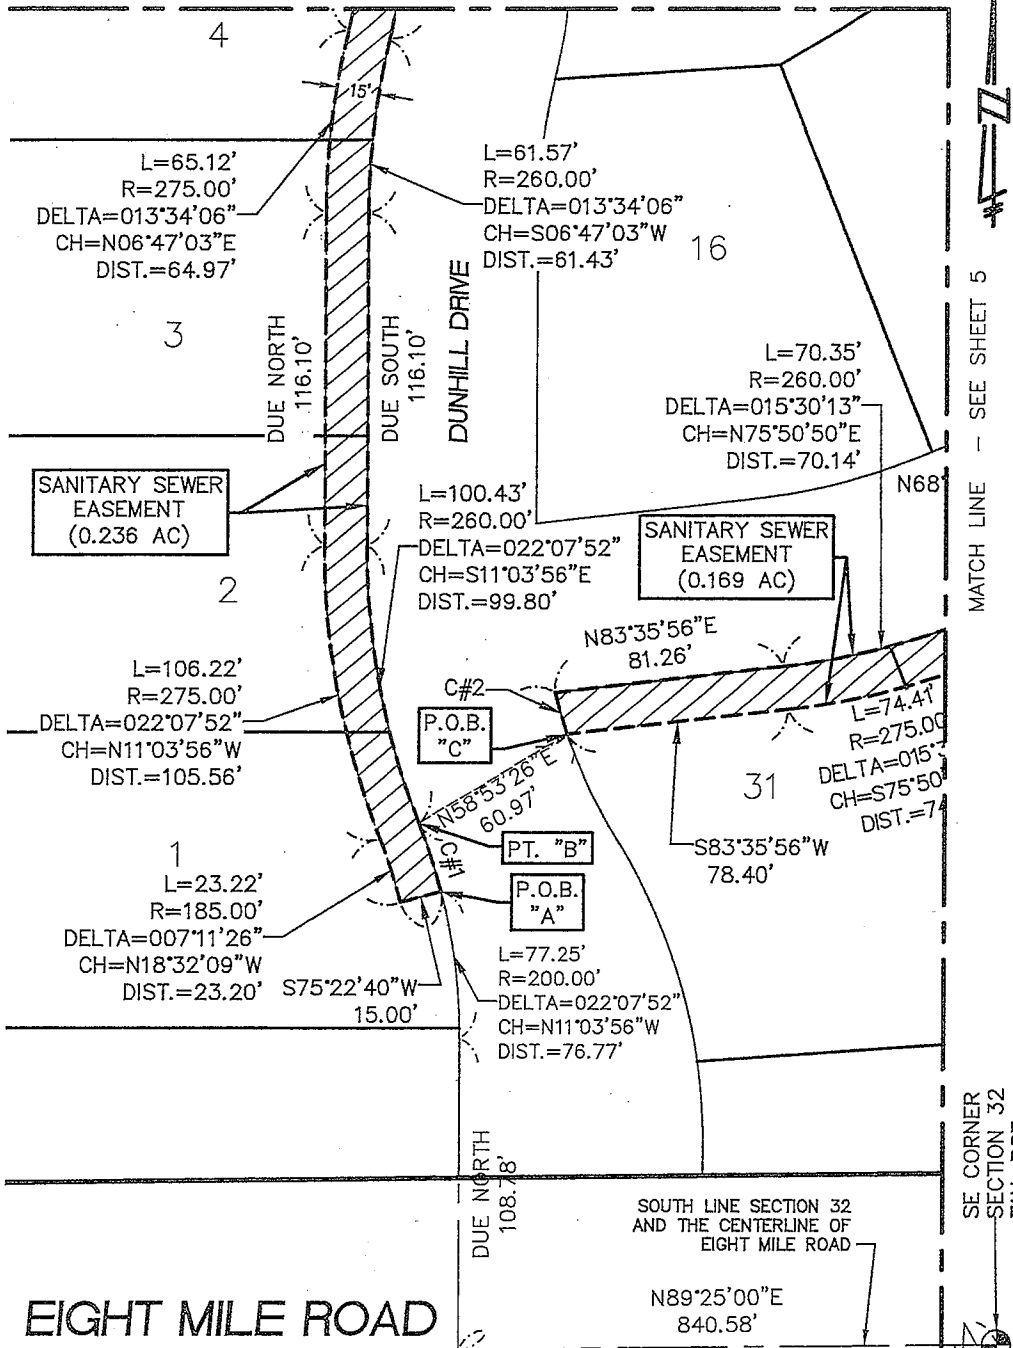 4
15'
L=65.12'
R=275.00'
DELTA=013°34'06"
CH=N06°47'03"E
DIST.=64.97'
L=61.57'
R=260.00'
DELTA=013°34'06"
CH=S06°47'03"W
DIST.=61.43'
16
3
DUE NORTH
116.10'
DUE SOUTH
116.10'
DUNHILL DRIVE
L=70.35'
R=260.00'
DELTA=015°30'13"
CH=N75°50'50"E
DIST.=70.14'
N68°
MATCH LINE - SEE SHEET 5
SANITARY SEWER
EASEMENT
(0.236 AC)
L=100.43'
R=260.00'
DELTA=022°07'52"
CH=S11°03'56"E
DIST.=99.80'
SANITARY SEWER
EASEMENT
(0.169 AC)
2
N83°35'56"E
81.26'
L=106.22'
R=275.00'
DELTA=022°07'52"
CH=N11°03'56"W
DIST.=105.56'
C#2
P.O.B.
"C"
N58°53'26"E
60.97'
31
L=74.41'
R=275.00
DELTA=015°3
CH=S75°50'
DIST.=74
S83°35'56"W
78.40'
1
C#1
PT. "B"
P.O.B.
"A"
L=23.22'
R=185.00'
DELTA=007°11'26"
CH=N18°32'09"W
DIST.=23.20'
S75°22'40"W
15.00'
L=77.25'
R=200.00'
DELTA=022°07'52"
CH=N11°03'56"W
DIST.=76.77'
DUE NORTH
108.78'
SE CORNER
SECTION 32
SOUTH LINE SECTION 32
AND THE CENTERLINE OF
EIGHT MILE ROAD
N89°25'00"E
840.58'
EIGHT MILE ROAD